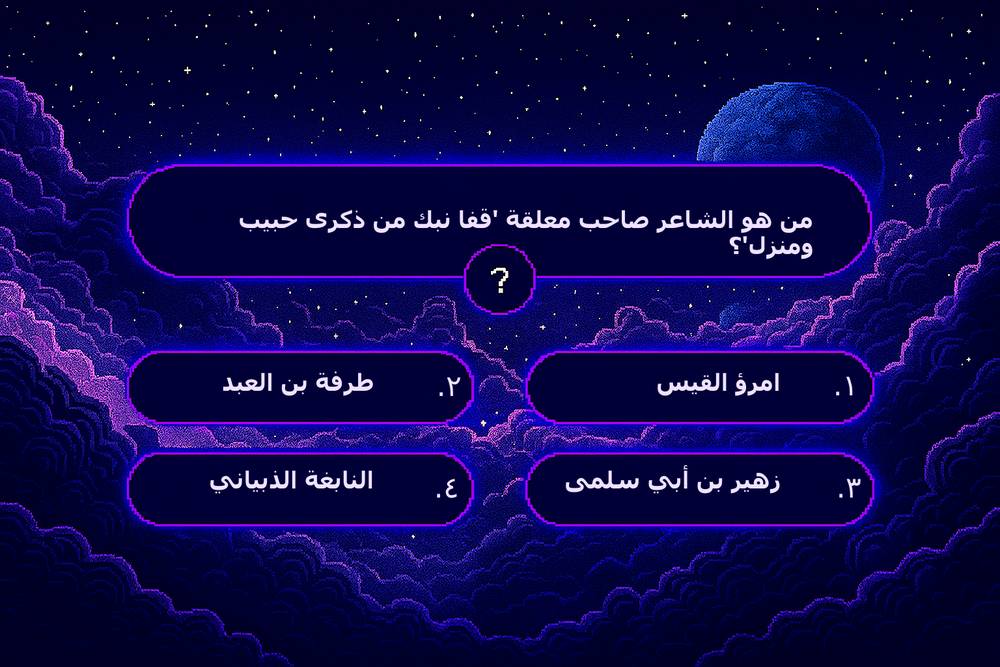 من هو الشاعر صاحب معلقة 'قفا نبك من ذكرى حبيب
ومنزل'؟
?
١. امرؤ القيس
٢. طرفة بن العبد
٣. زهير بن أبي سلمى
٤. النابغة الذبياني